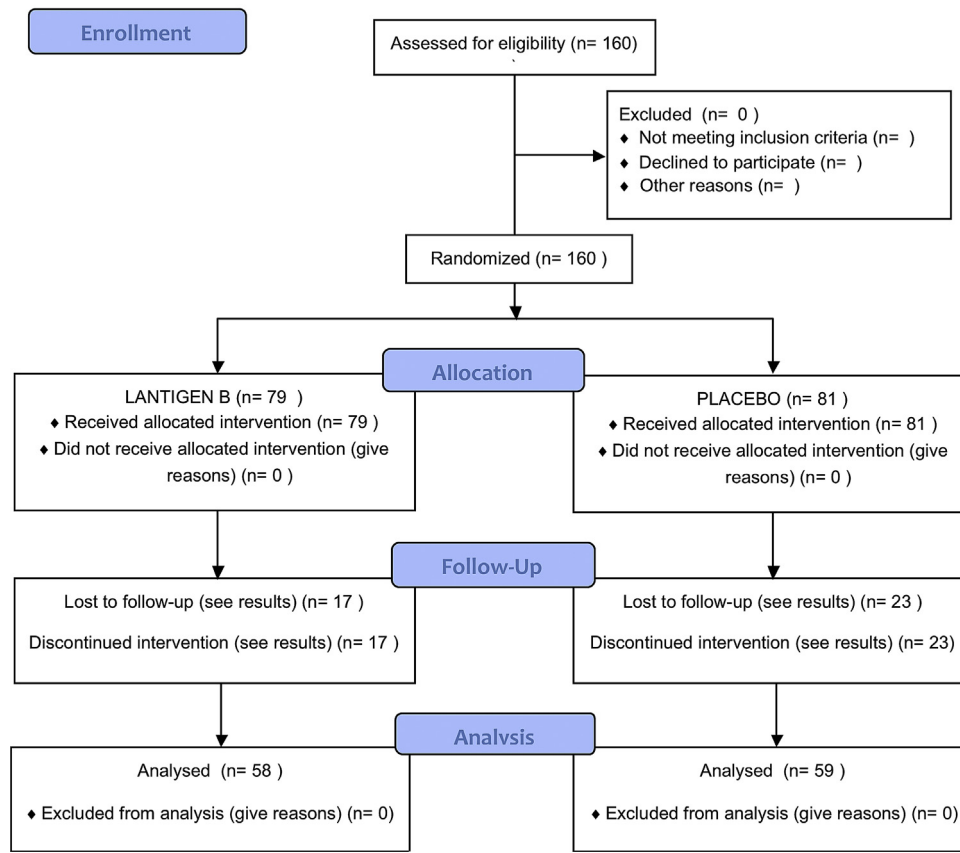 Enrollment
Assessed for eligibility (n= 160)
Excluded (n= 0 )
♦ Not meeting inclusion criteria (n= )
♦ Declined to participate (n= )
♦ Other reasons (n= )
Randomized (n= 160 )
Allocation
LANTIGEN B (n= 79 )
♦ Received allocated intervention (n= 79 )
♦ Did not receive allocated intervention (give
reasons) (n= 0 )
PLACEBO (n= 81 )
♦ Received allocated intervention (n= 81 )
♦ Did not receive allocated intervention (give
reasons) (n= 0 )
Follow-Up
Lost to follow-up (see results) (n= 17 )
Discontinued intervention (see results) (n= 17 )
Lost to follow-up (see results) (n= 23 )
Discontinued intervention (see results) (n= 23)
Analysis
Analysed (n= 58 )
♦ Excluded from analysis (give reasons) (n= 0)
Analysed (n= 59 )
♦ Excluded from analysis (give reasons) (n= 0)